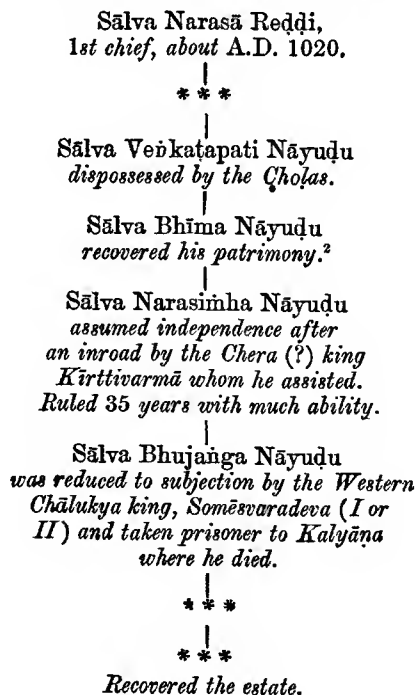 Sālva Narasā Reḍḍi,
1st chief, about A.D. 1020.
* * *
Sālva Veṅkaṭapati Nāyuḍu
dispossessed by the Çholas.
Sālva Bhīma Nāyuḍu
recovered his patrimony.²
Sālva Narasiṁha Nāyuḍu
assumed independence after
an inroad by the Chera (?) king
Kīrttivarmā whom he assisted.
Ruled 35 years with much ability.
Sālva Bhujaṅga Nāyuḍu
was reduced to subjection by the Western
Chālukya king, Somēsvaradeva (I or
II) and taken prisoner to Kalyāṇa
where he died.
* * *
* * *
Recovered the estate.